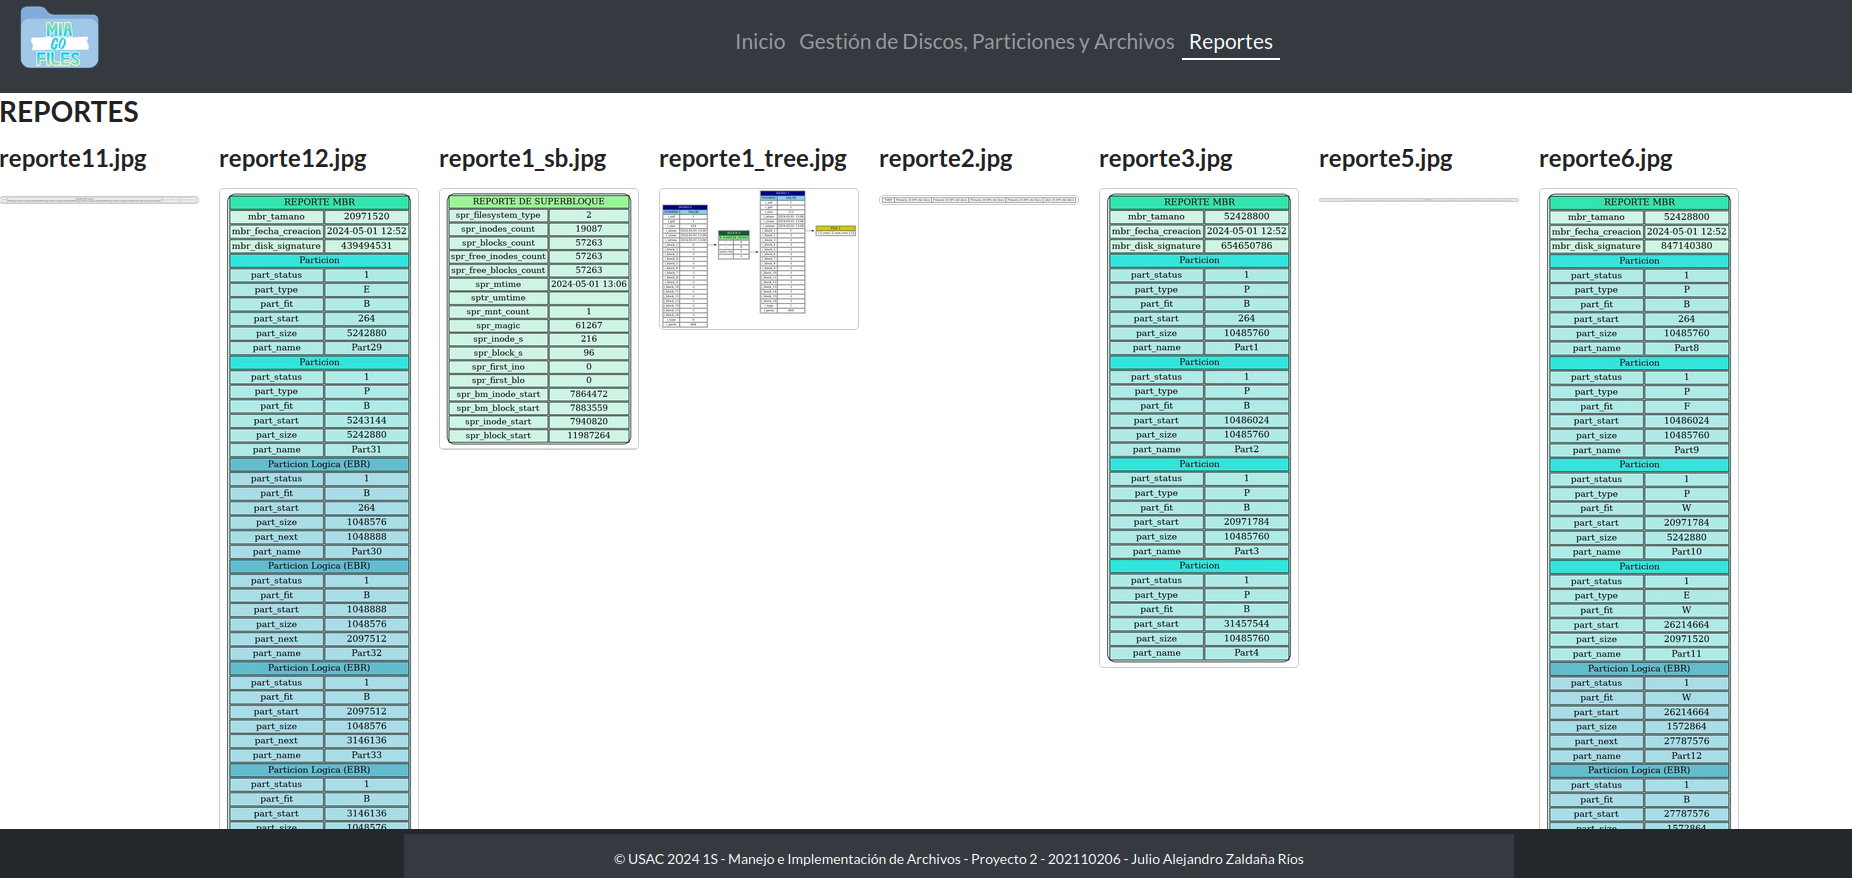 MIA
GO
FILES
Inicio Gestión de Discos, Particiones y Archivos Reportes
REPORTES
reporte11.jpg
reporte12.jpg
REPORTE MBR
mbr_tamano 20971520
mbr_fecha_creacion 2024-05-01 12:52
mbr_disk_signature 439494531
Particion
part_status 1
part_type E
part_fit B
part_start 264
part_size 5242880
part_name Part29
Particion
part_status 1
part_type P
part_fit B
part_start 5243144
part_size 5242880
part_name Part31
Particion Logica (EBR)
part_status 1
part_fit B
part_start 264
part_size 1048576
part_next 1048888
part_name Part30
Particion Logica (EBR)
part_status 1
part_fit B
part_start 1048888
part_size 1048576
part_next 2097512
part_name Part32
Particion Logica (EBR)
part_status 1
part_fit B
part_start 2097512
part_size 1048576
part_next 3146136
part_name Part33
Particion Logica (EBR)
part_status 1
part_fit B
part_start 3146136
part_size 1048576
reporte1_sb.jpg
REPORTE DE SUPERBLOQUE
spr_filesystem_type 2
spr_inodes_count 19087
spr_blocks_count 57263
spr_free_inodes_count 57263
spr_free_blocks_count 57263
spr_mtime 2024-05-01 13:06
sptr_umtime
spr_mnt_count 1
spr_magic 61267
spr_inode_s 216
spr_block_s 96
spr_first_ino 0
spr_first_blo 0
spr_bm_inode_start 7864472
spr_bm_block_start 7883559
spr_inode_start 7940820
spr_block_start 11987264
reporte1_tree.jpg
reporte2.jpg
reporte3.jpg
REPORTE MBR
mbr_tamano 52428800
mbr_fecha_creacion 2024-05-01 12:52
mbr_disk_signature 654650786
Particion
part_status 1
part_type P
part_fit B
part_start 264
part_size 10485760
part_name Part1
Particion
part_status 1
part_type P
part_fit B
part_start 10486024
part_size 10485760
part_name Part2
Particion
part_status 1
part_type P
part_fit B
part_start 20971784
part_size 10485760
part_name Part3
Particion
part_status 1
part_type P
part_fit B
part_start 31457544
part_size 10485760
part_name Part4
reporte5.jpg
reporte6.jpg
REPORTE MBR
mbr_tamano 52428800
mbr_fecha_creacion 2024-05-01 12:52
mbr_disk_signature 847140380
Particion
part_status 1
part_type P
part_fit B
part_start 264
part_size 10485760
part_name Part8
Particion
part_status 1
part_type P
part_fit F
part_start 10486024
part_size 10485760
part_name Part9
Particion
part_status 1
part_type P
part_fit W
part_start 20971784
part_size 5242880
part_name Part10
Particion
part_status 1
part_type E
part_fit W
part_start 26214664
part_size 20971520
part_name Part11
Particion Logica (EBR)
part_status 1
part_fit W
part_start 26214664
part_size 1572864
part_next 27787576
part_name Part12
Particion Logica (EBR)
part_status 1
part_fit B
part_start 27787576
part_size 1572864
© USAC 2024 1S - Manejo e Implementación de Archivos - Proyecto 2 - 202110206 - Julio Alejandro Zaldaña Ríos